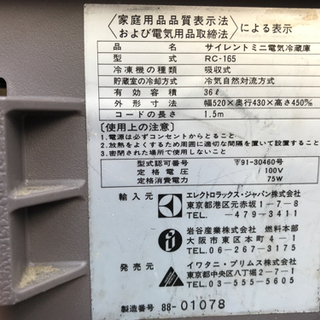 〈家庭用品品質表示法
および電気用品取締法〉による表示
品名 サイレントミニ電気冷蔵庫
型式 RC-165
冷凍機の種類 吸収式
貯蔵室の冷却方式 冷気自然対流方式
有効容積 36ℓ
外形寸法 幅520×奥行430×高さ450%
コードの長さ 1.5m
〔使用上の注意〕
1.電源は必ずコンセントからとること。
2.放熱をよくするため周囲に適切な間隔を置いて設置すること。
3.密閉された場所で使用しないこと。
型式認可番号 〒91-30460号
定格電圧 100V
定格消費電力 75W
輸入元 エレクトロラックス・ジャパン株式会社
東京都港区元赤坂1-7-8
TEL. 479-3411
岩谷産業株式会社 燃料本部
大阪市東区本町4-1
TEL. 06-267-3175
発売元 イワタニ・プリムス株式会社
東京都中央区八丁堀2-7-1
TEL. 03-555-5605
製造番号 88-01078